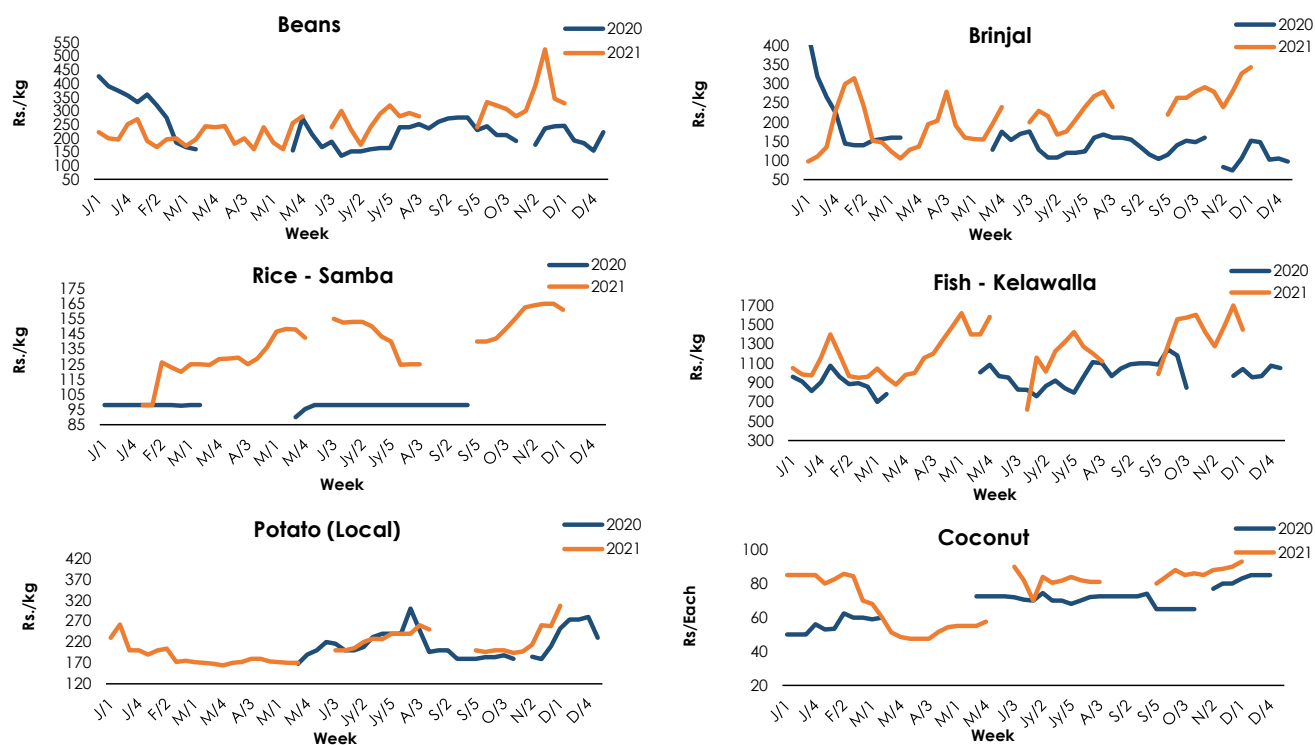 Beans
2020
2021
Rs./kg
550
500
450
400
350
300
250
200
150
100
50
J/1 J/4 F/2 M/1 M/4 A/3 M/1 M/4 J/3 Jy/2 Jy/5 A/3 S/2 S/5 O/3 N/2 D/1 D/4
Week
Brinjal
2020
2021
Rs./kg
400
350
300
250
200
150
100
50
J/1 J/4 F/2 M/1 M/4 A/3 M/1 M/4 J/3 Jy/2 Jy/5 A/3 S/2 S/5 O/3 N/2 D/1 D/4
Week
Rice - Samba
2020
2021
Rs./kg
175
165
155
145
135
125
115
105
95
85
J/1 J/4 F/2 M/1 M/4 A/3 M/1 M/4 J/3 Jy/2 Jy/5 A/3 S/2 S/5 O/3 N/2 D/1 D/4
Week
Fish - Kelawalla
2020
2021
Rs./kg
1700
1500
1300
1100
900
700
500
300
J/1 J/4 F/2 M/1 M/4 A/3 M/1 M/4 J/3 Jy/2 Jy/5 A/3 S/2 S/5 O/3 N/2 D/1 D/4
Week
Potato (Local)
2020
2021
Rs./kg
420
370
320
270
220
170
120
J/1 J/4 F/2 M/1 M/4 A/3 M/1 M/4 J/3 Jy/2 Jy/5 A/3 S/2 S/5 O/3 N/2 D/1 D/4
Week
Coconut
2020
2021
Rs/Each
100
80
60
40
20
J/1 J/4 F/2 M/1 M/4 A/3 M/1 M/4 J/3 Jy/2 Jy/5 A/3 S/2 S/5 O/3 N/2 D/1 D/4
Week